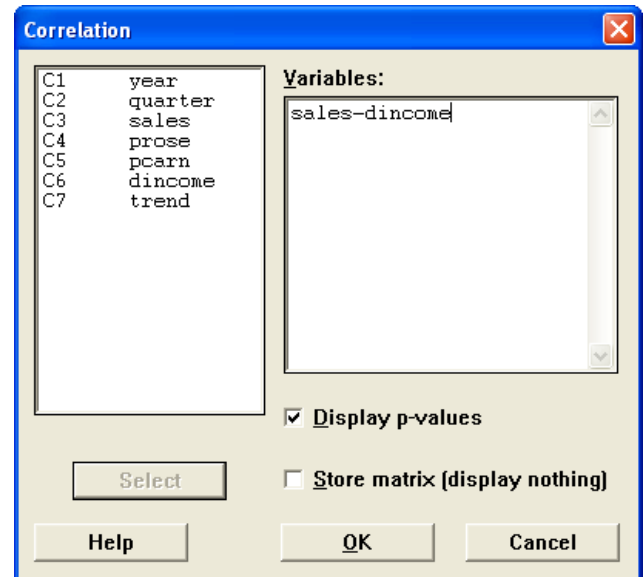 Correlation
C1 year
C2 quarter
C3 sales
C4 prose
C5 pcarn
C6 dincome
C7 trend
Variables:
sales-dincome
Display p-values
Select
Store matrix (display nothing)
Help
OK
Cancel